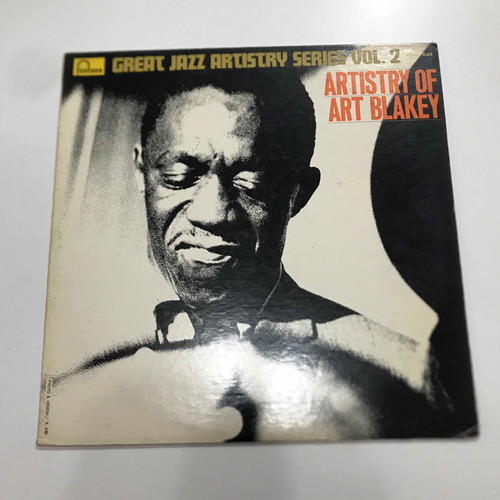 fontana
GREAT JAZZ ARTISTRY SERIES VOL. 2
ARTISTRY OF
ART BLAKEY